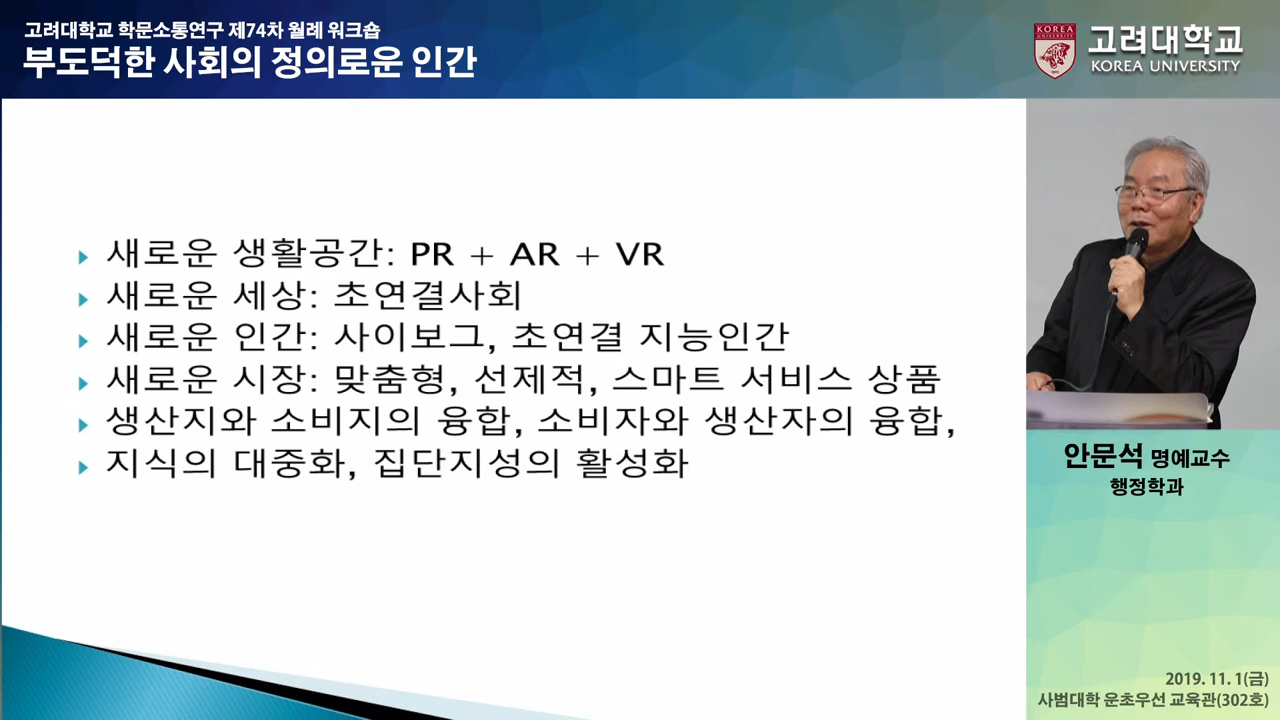 고려대학교 학문소통연구 제74차 월례 워크숍
부도덕한 사회의 정의로운 인간
KOREA
UNIVERSITY
1905
고려대학교
KOREA UNIVERSITY
새로운 생활공간: PR + AR + VR
새로운 세상: 초연결사회
새로운 인간: 사이보그, 초연결 지능인간
새로운 시장: 맞춤형, 선제적, 스마트 서비스 상품
생산지와 소비지의 융합, 소비자와 생산자의 융합,
지식의 대중화, 집단지성의 활성화
안문석 명예교수
행정학과
2019. 11. 1(금)
사범대학 운초우선 교육관(302호)